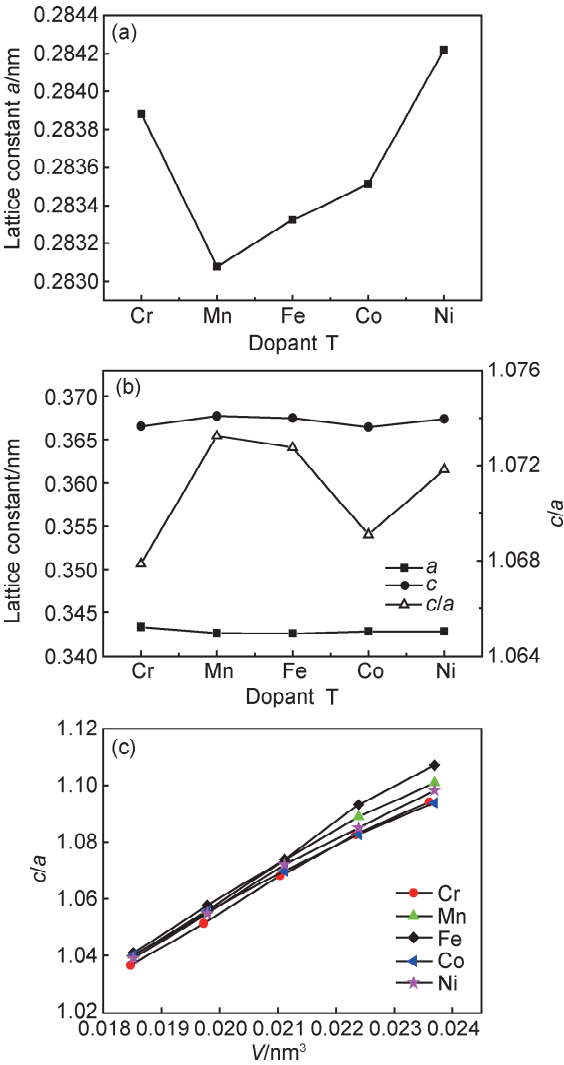 (a)
Lattice constant a/nm
0.2844
0.2842
0.2840
0.2838
0.2836
0.2834
0.2832
0.2830
Cr Mn Fe Co Ni
Dopant T
(b)
Lattice constant/nm
0.370
0.365
0.360
0.355
0.350
0.345
0.340
1.076
1.072
1.068
1.064
c/a
a
c
c/a
Cr Mn Fe Co Ni
Dopant T
(c)
c/a
1.12
1.10
1.08
1.06
1.04
1.02
Cr
Mn
Fe
Co
Ni
0.018 0.019 0.020 0.021 0.022 0.023 0.024
V/nm³